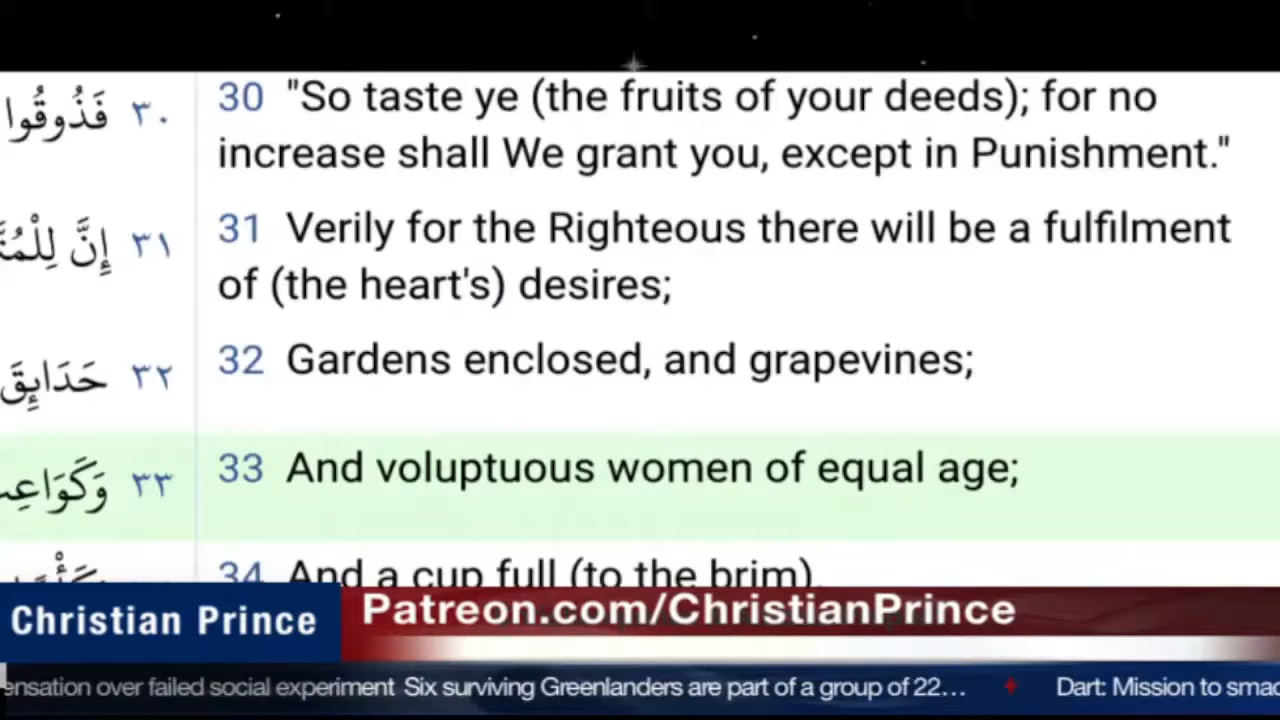 فَذُوقُوا ٣٠ 30 "So taste ye (the fruits of your deeds); for no
increase shall We grant you, except in Punishment."
إِنَّ ٣١ 31 Verily for the Righteous there will be a fulfilment
of (the heart's) desires;
حَدَايِٕقَ ٣٢ 32 Gardens enclosed, and grapevines;
٣٣ 33 And voluptuous women of equal age;
34 And a cup full (to the brim).
Christian Prince
Patreon.com/ChristianPrince
over failed social experiment Six surviving Greenlanders are part of a group of 22... Dart: Mission to